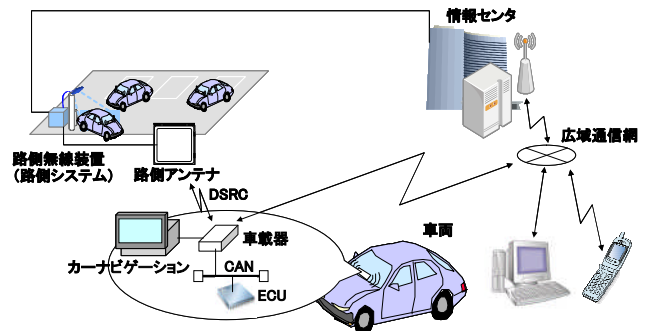 情報センタ
広域通信網
路側無線装置
（路側システム）
路側アンテナ
DSRC
車載器
車両
カーナビゲーション
CAN
ECU